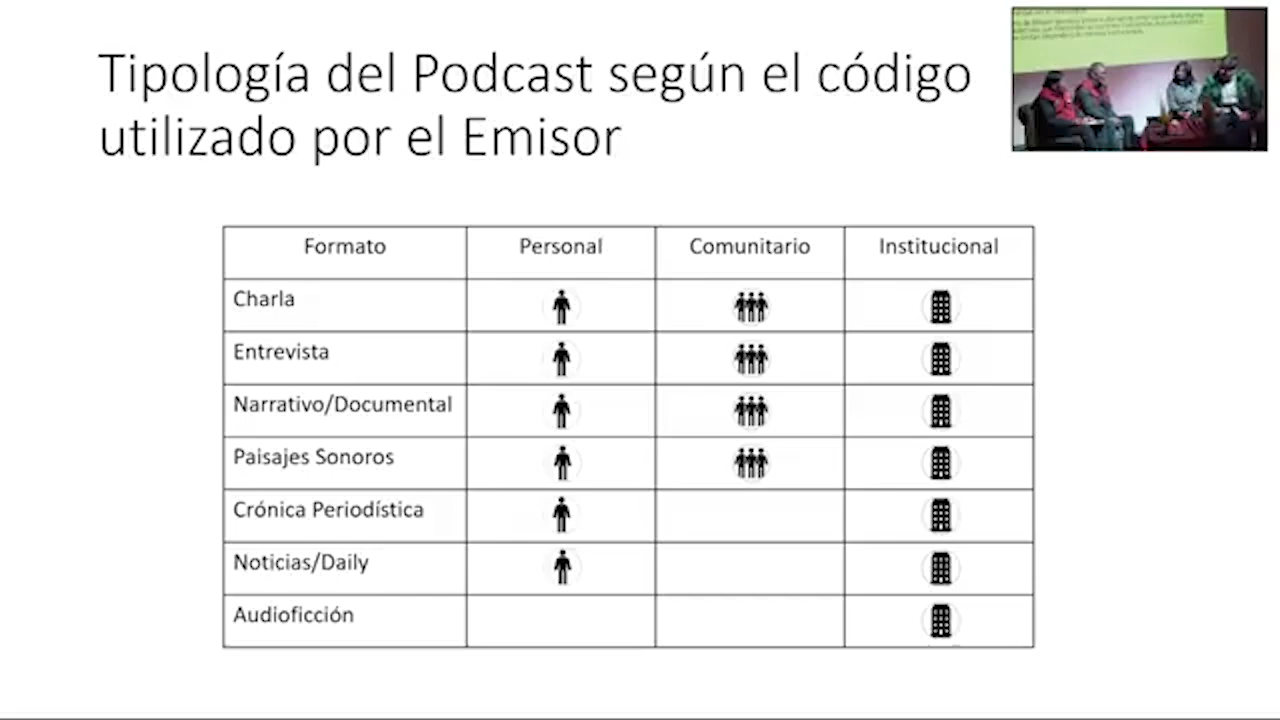 Tipología del Podcast según el código
utilizado por el Emisor
Formato Personal Comunitario Institucional
Charla
Entrevista
Narrativo/Documental
Paisajes Sonoros
Crónica Periodística
Noticias/Daily
Audioficción